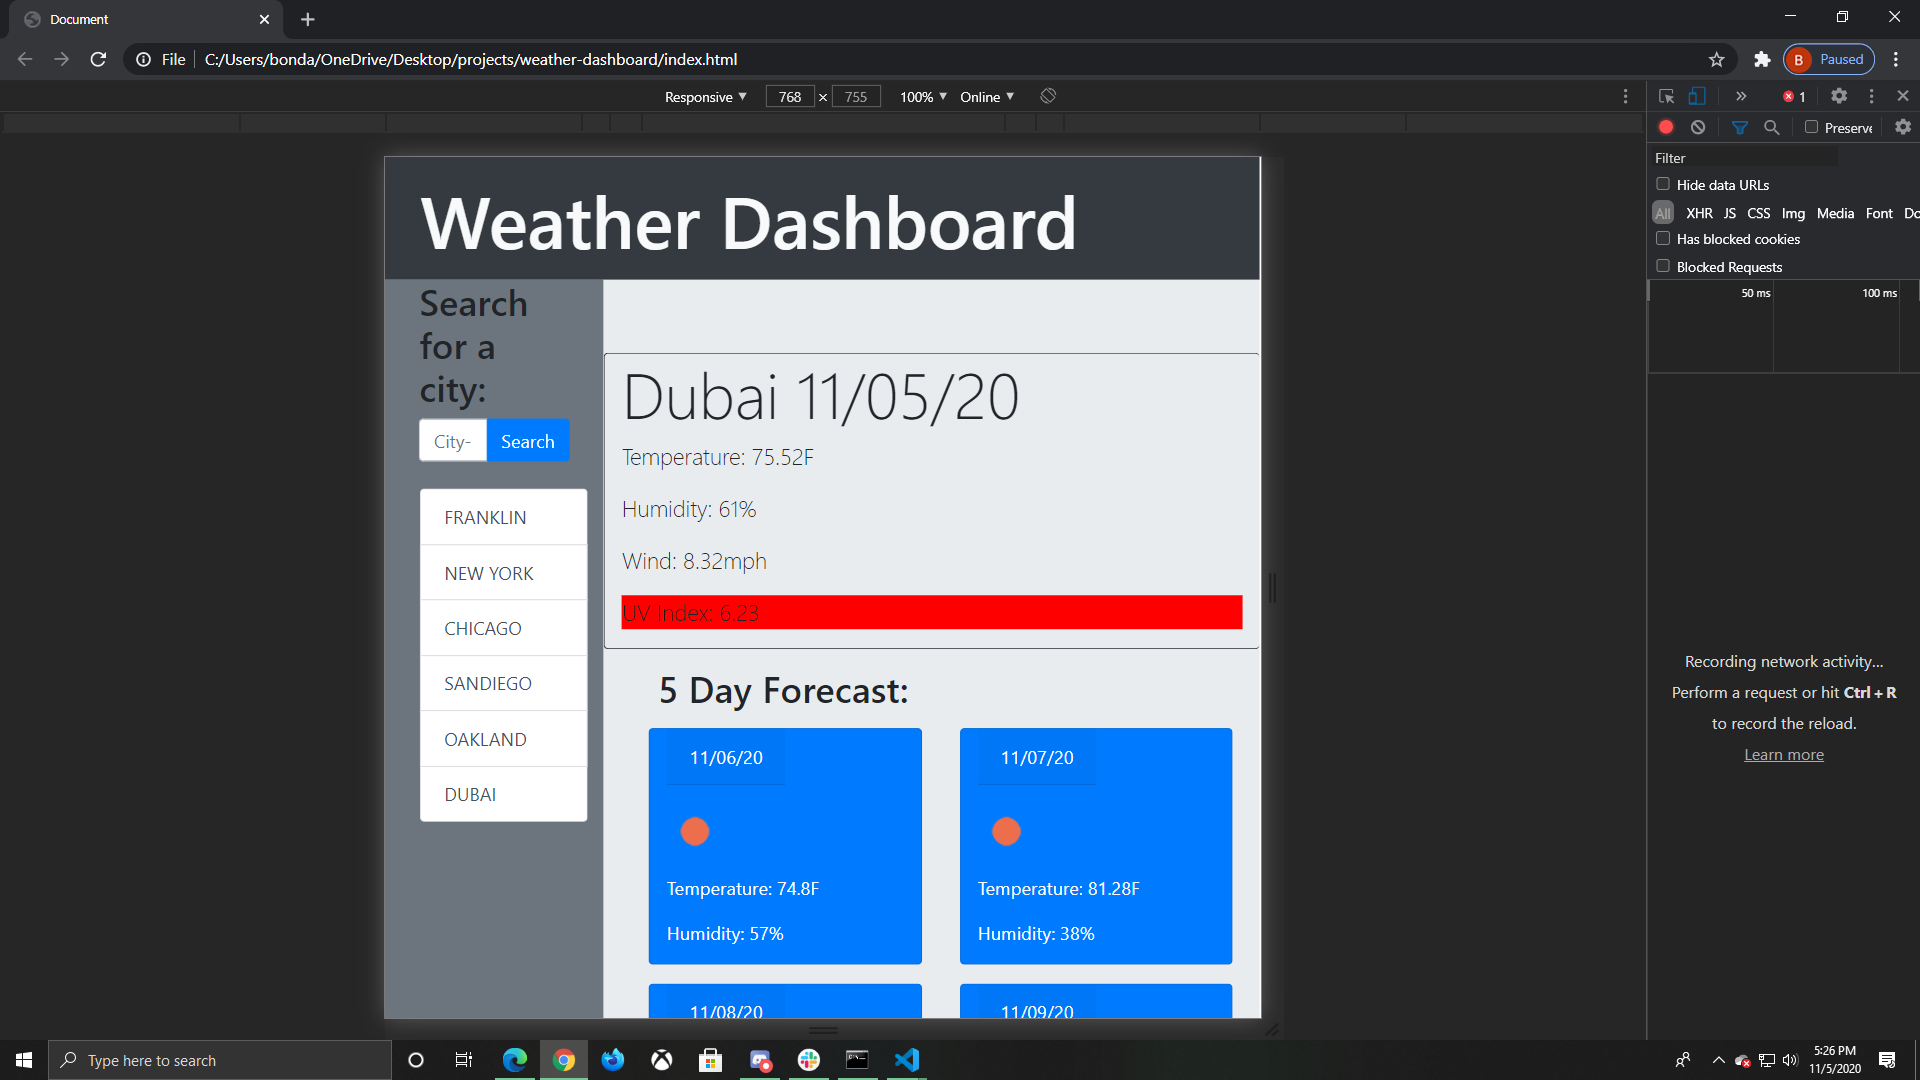 Document
File C:/Users/bonda/OneDrive/Desktop/projects/weather-dashboard/index.html
B Paused
Responsive 768 × 755 100% Online
1
Preserve
Filter
Hide data URLs
All XHR JS CSS Img Media Font Do
Has blocked cookies
Blocked Requests
50 ms 100 ms
Recording network activity...
Perform a request or hit Ctrl + R
to record the reload.
Learn more
Weather Dashboard
Search
for a
city:
City- Search
FRANKLIN
NEW YORK
CHICAGO
SANDIEGO
OAKLAND
DUBAI
Dubai 11/05/20
Temperature: 75.52F
Humidity: 61%
Wind: 8.32mph
UV Index: 6.23
5 Day Forecast:
11/06/20
Temperature: 74.8F
Humidity: 57%
11/07/20
Temperature: 81.28F
Humidity: 38%
11/08/20
11/09/20
Type here to search
5:26 PM
11/5/2020